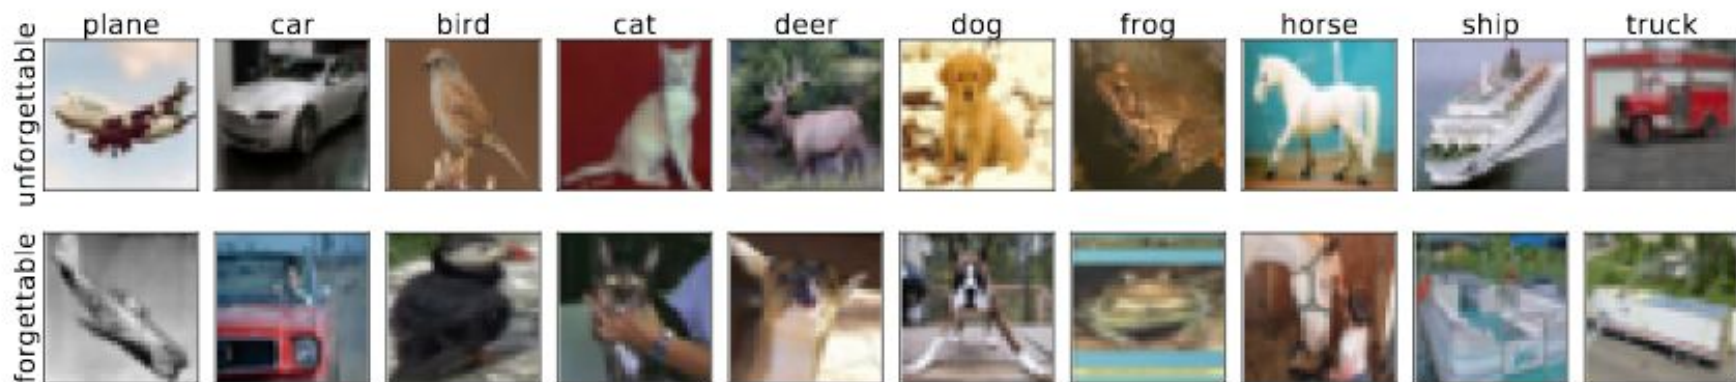 plane car bird cat deer dog frog horse ship truck
unforgettable
forgettable